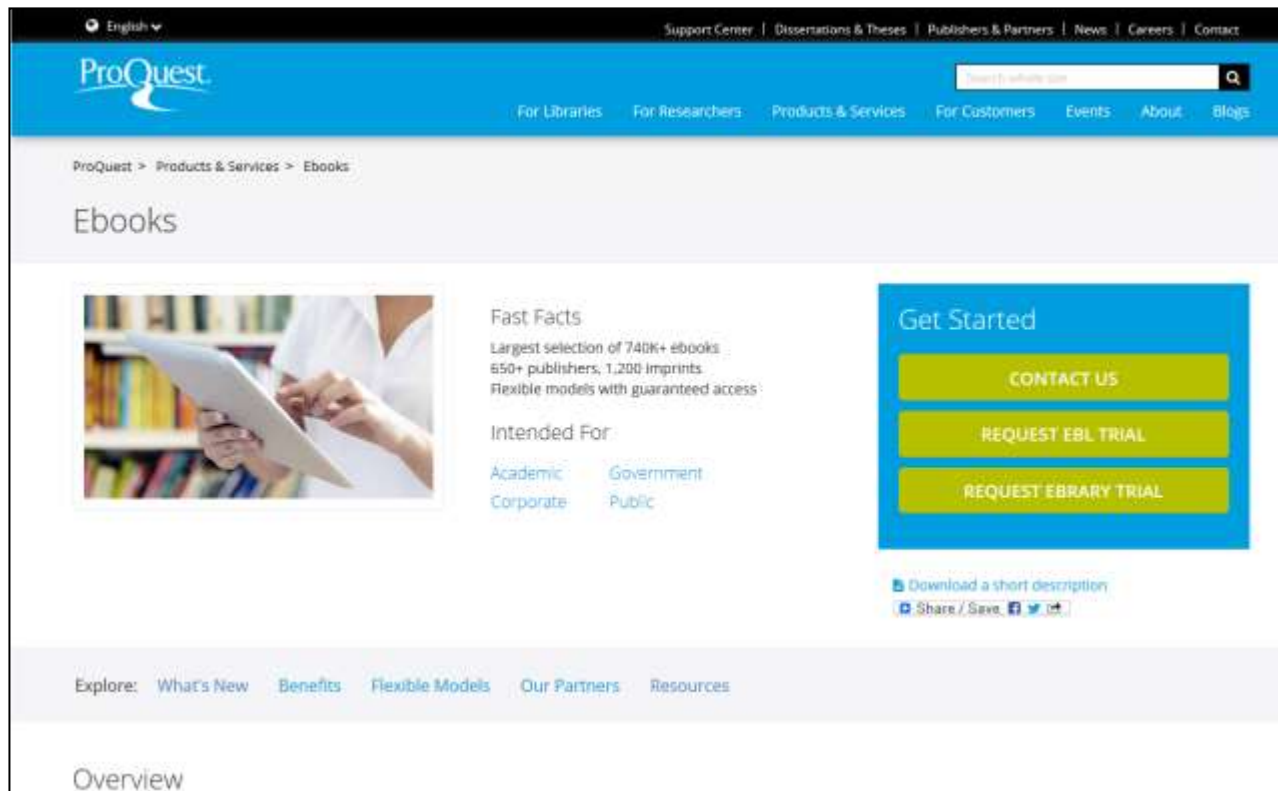 English
Support Center | Dissertations & Theses | Publishers & Partners | News | Careers | Contact
ProQuest
Search whole site
For Libraries For Researchers Products & Services For Customers Events About Blogs
ProQuest > Products & Services > Ebooks
Ebooks
Fast Facts
Largest selection of 740K+ ebooks
650+ publishers, 1,200 imprints
Flexible models with guaranteed access
Intended For
Academic Government
Corporate Public
Get Started
CONTACT US
REQUEST EBL TRIAL
REQUEST EBRARY TRIAL
Download a short description
Share / Save
Explore: What's New Benefits Flexible Models Our Partners Resources
Overview